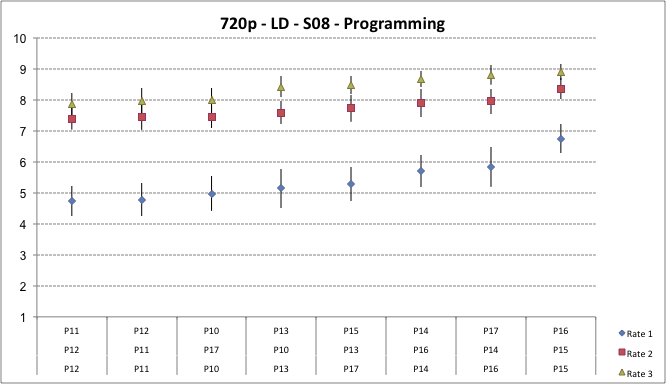 720p - LD - S08 - Programming
10
9
8
7
6
5
4
3
2
1
P11 P12 P10 P13 P15 P14 P17 P16
P12 P11 P17 P10 P13 P16 P14 P15
P12 P11 P10 P13 P17 P14 P16 P15
Rate 1
Rate 2
Rate 3